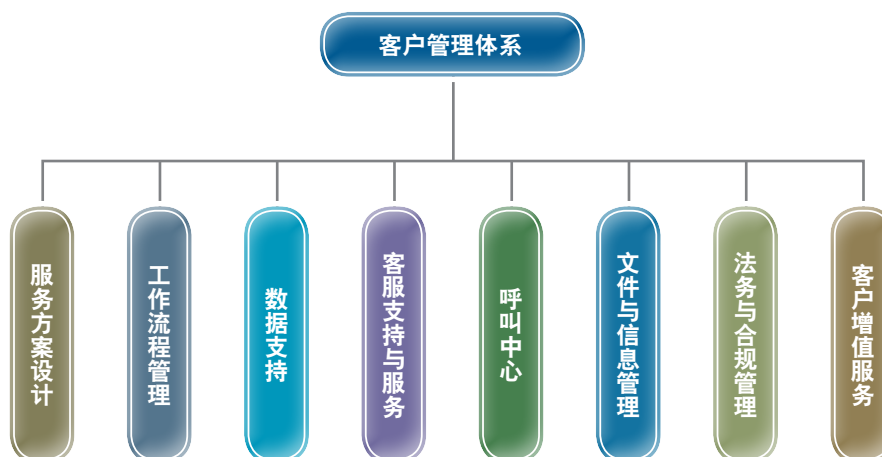 客户管理体系
服务方案设计
工作流程管理
数据支持
客服支持与服务
呼叫中心
文件与信息管理
法务与合规管理
客户增值服务